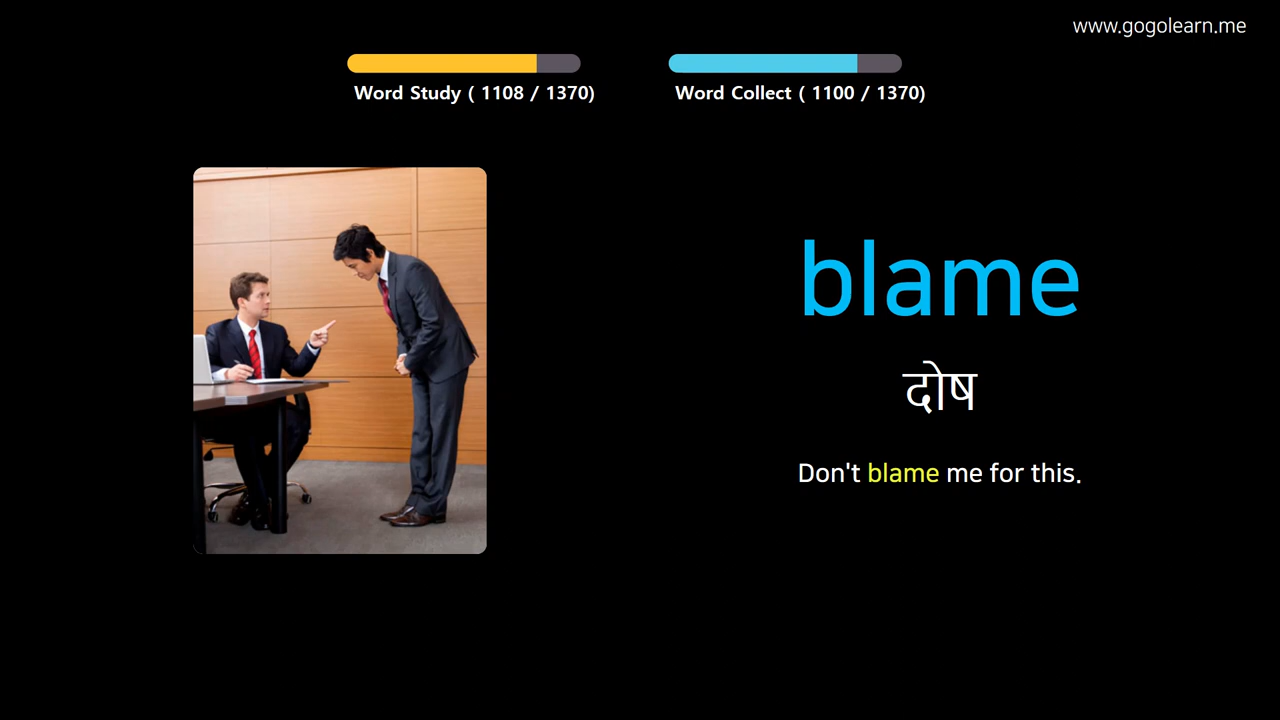 www.gogolearn.me
Word Study ( 1108 / 1370)
Word Collect ( 1100 / 1370)
blame
दोष
Don't blame me for this.